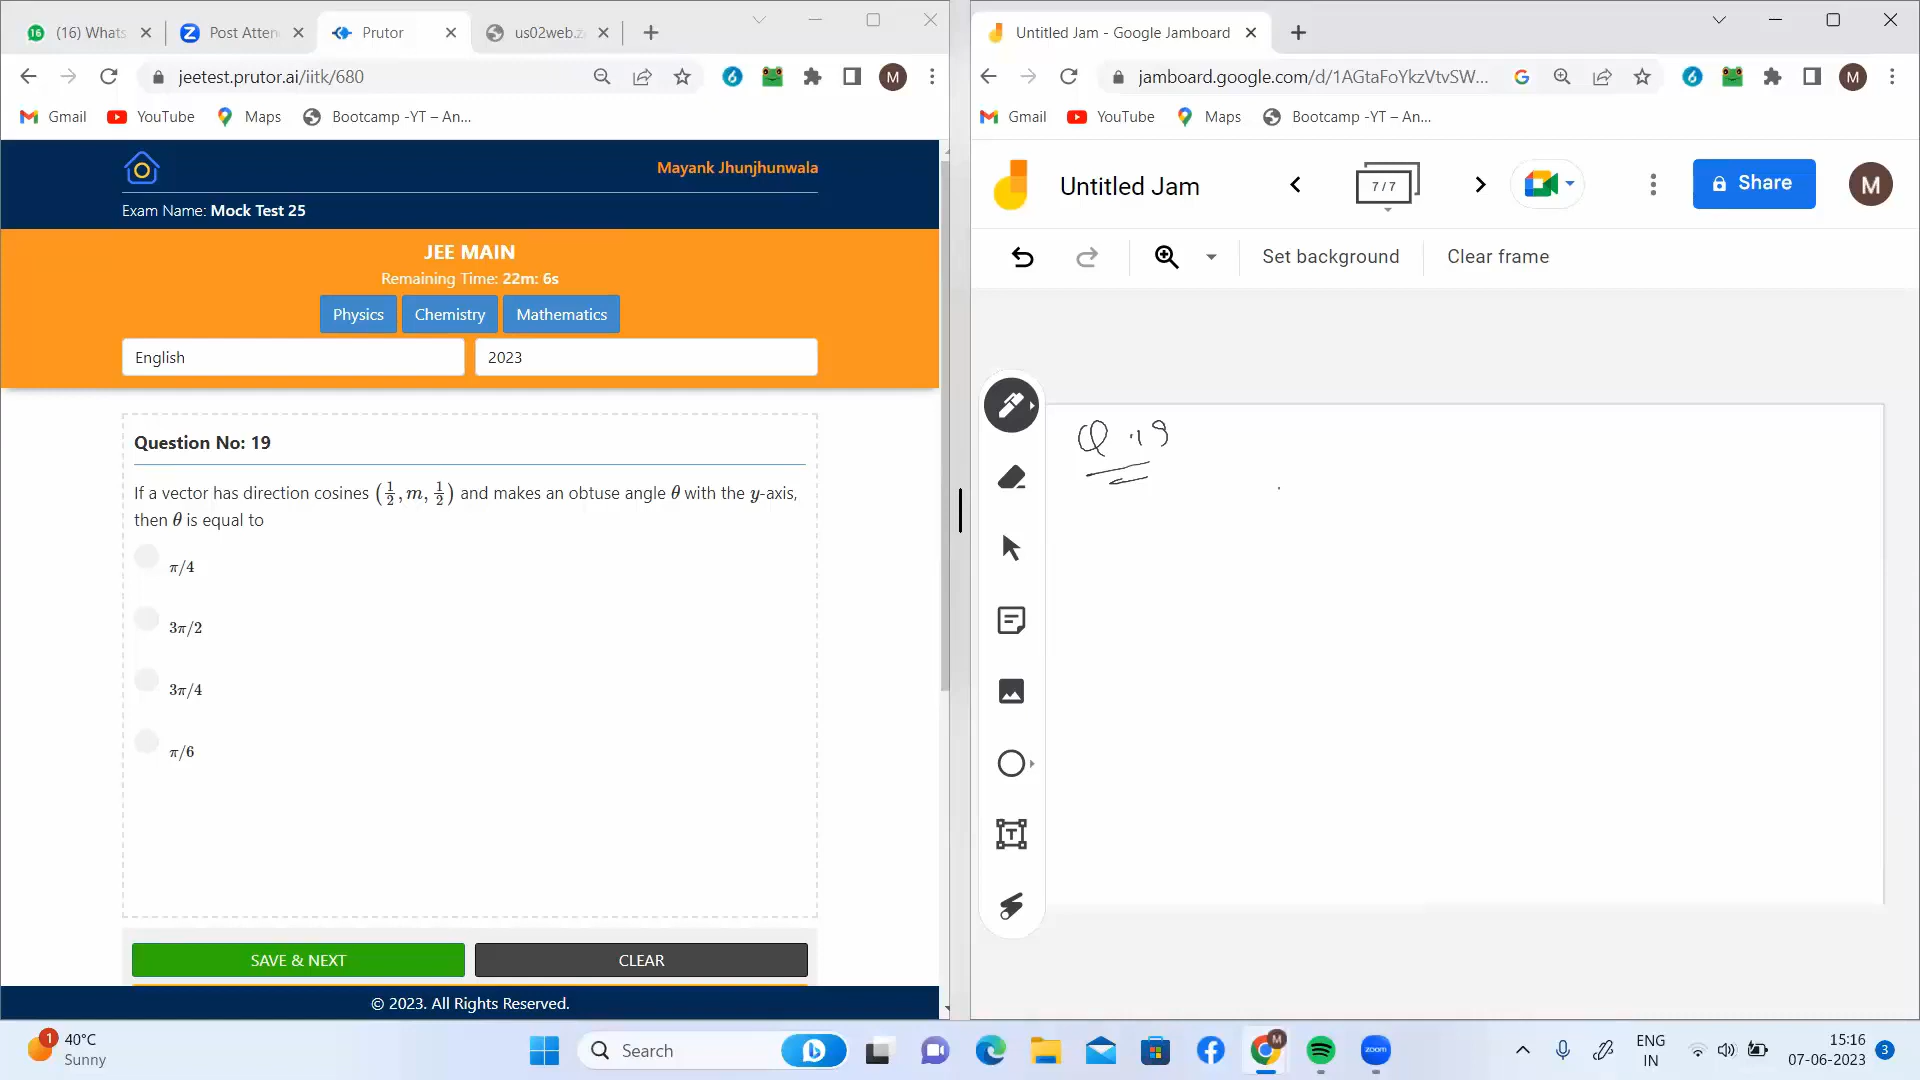 (16) Whats
Post Atten
Prutor
us02web.z
jeetest.prutor.ai/iitk/680
M
Gmail
YouTube
Maps
Bootcamp -YT – An...
Mayank Jhunjhunwala
Exam Name: Mock Test 25
JEE MAIN
Remaining Time: 22m: 6s
Physics
Chemistry
Mathematics
English
2023
Question No: 19
If a vector has direction cosines (1/2, m, 1/2) and makes an obtuse angle θ with the y-axis,
then θ is equal to
π/4
3π/2
3π/4
π/6
SAVE & NEXT
CLEAR
© 2023. All Rights Reserved.
Untitled Jam - Google Jamboard
jamboard.google.com/d/1AGtaFoYkzVtvSW...
M
Gmail
YouTube
Maps
Bootcamp -YT – An...
Untitled Jam
7 / 7
Share
M
Set background
Clear frame
Q.19
1
40°C
Sunny
Search
M
zoom
ENG
IN
15:16
07-06-2023
3